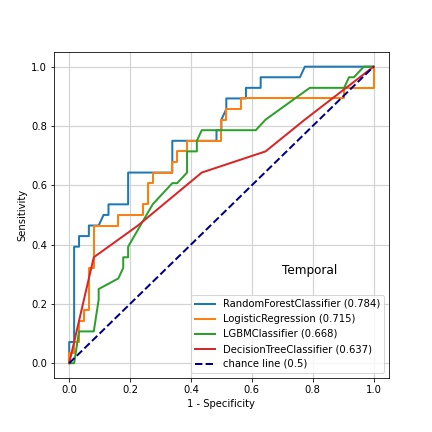 1.0
0.8
0.6
0.4
0.2
0.0
Sensitivity
Temporal
RandomForestClassifier (0.784)
LogisticRegression (0.715)
LGBMClassifier (0.668)
DecisionTreeClassifier (0.637)
chance line (0.5)
0.0 0.2 0.4 0.6 0.8 1.0
1 - Specificity